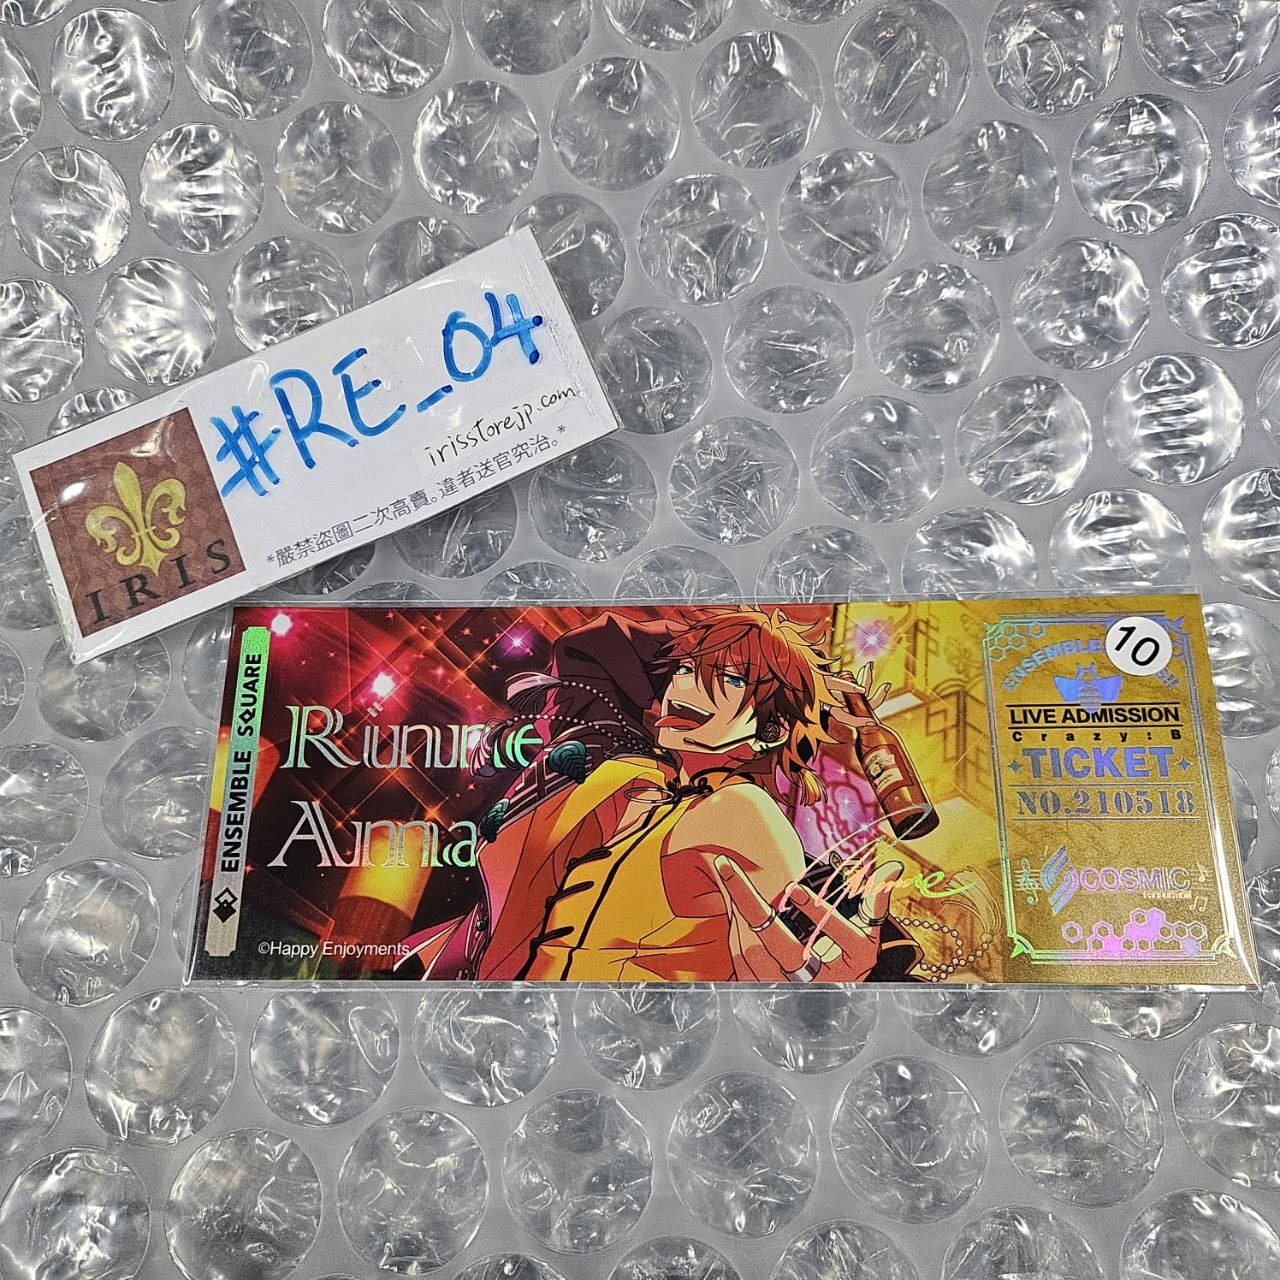 #RE_04
irisstorejp.com
*嚴禁盜圖二次高賣。違者送官究治。*
IRIS
ENSEMBLE SQUARE
Rinne
Amagi
©Happy Enjoyments
10
LIVE ADMISSION
Crazy:B
TICKET
NO.210518
COSMIC